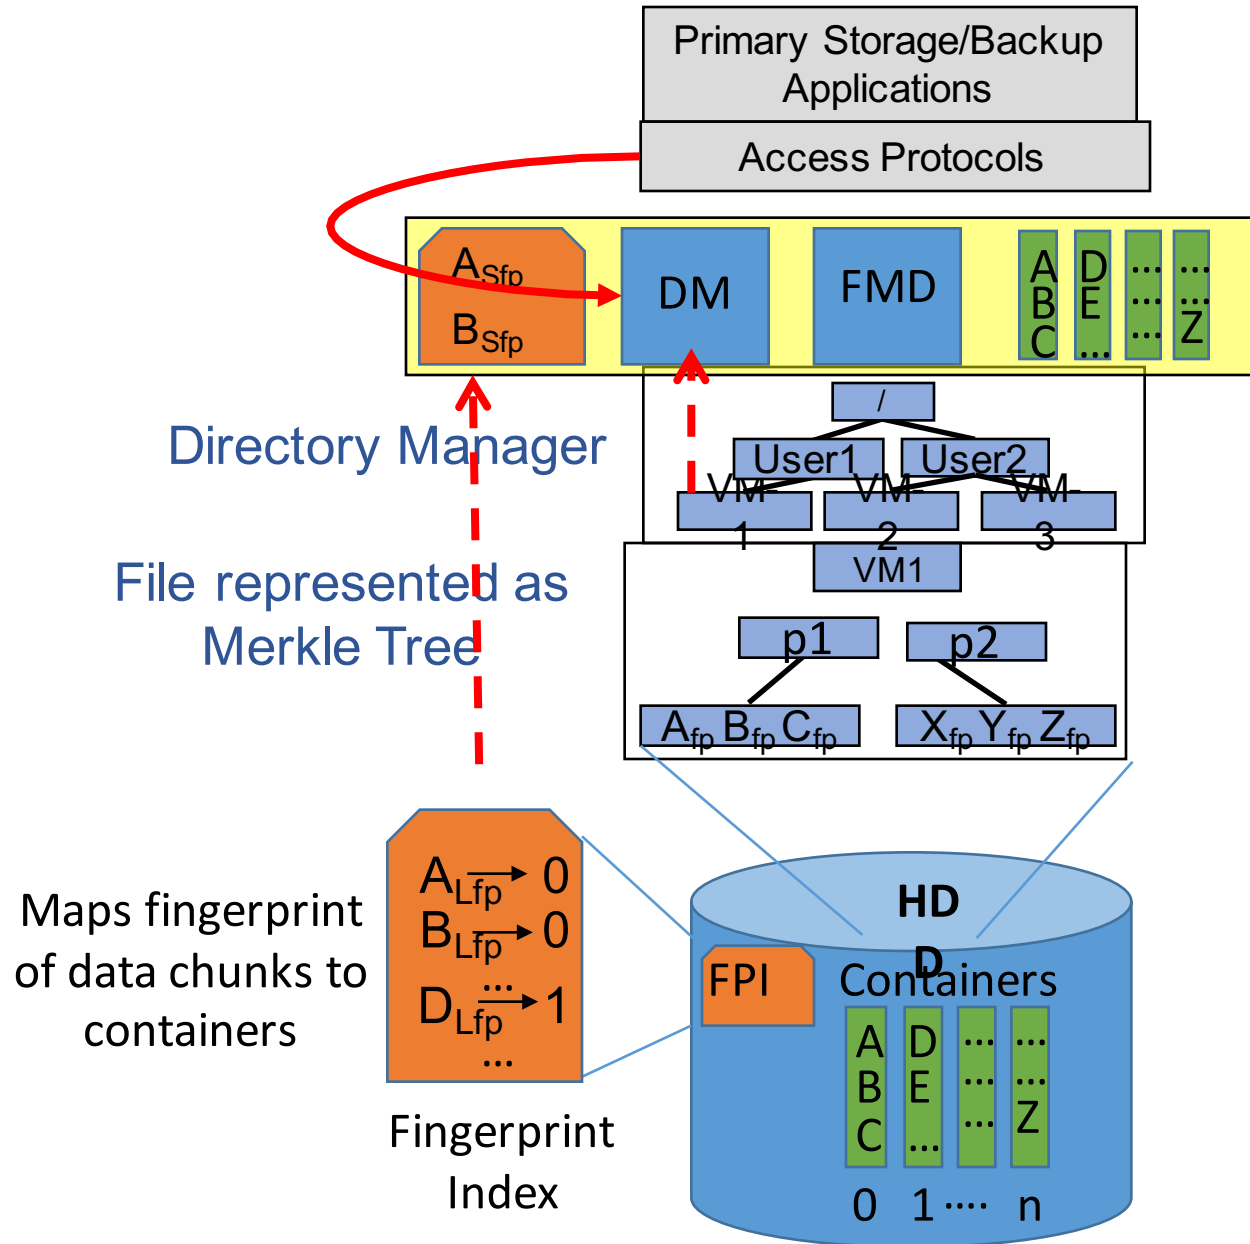 Primary Storage/Backup
Applications
Access Protocols
A Sfp
B Sfp
DM
FMD
A D ... ...
B E ... ...
C ... ... Z
/
Directory Manager
User1 User2
VM-
1
VM-
2
VM-
3
File represented as
Merkle Tree
VM1
p1 p2
Afp Bfp Cfp
Xfp Yfp Zfp
Maps fingerprint
of data chunks to
containers
ALfp → 0
BLfp → 0
...
DLfp → 1
...
Fingerprint
Index
HD
D
FPI
Containers
A D ... ...
B E ... ...
C ... ... Z
0 1 .... n